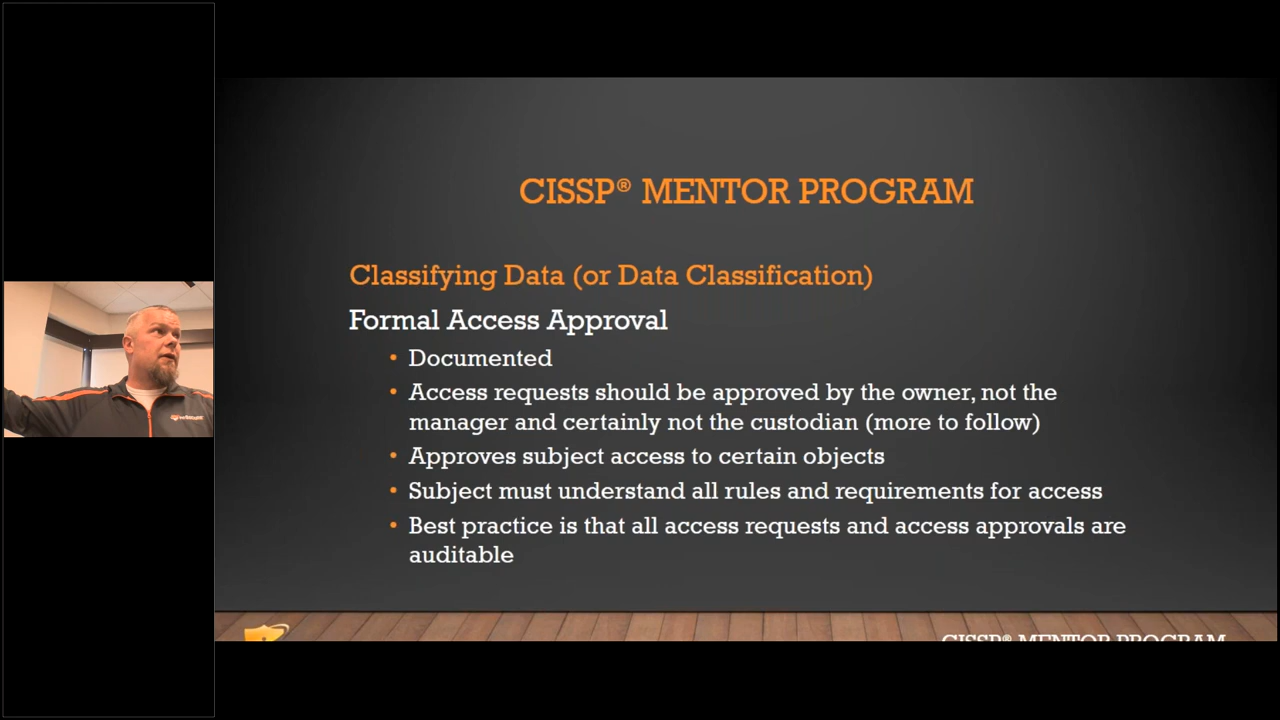 CISSP® MENTOR PROGRAM
Classifying Data (or Data Classification)
Formal Access Approval
• Documented
• Access requests should be approved by the owner, not the
manager and certainly not the custodian (more to follow)
• Approves subject access to certain objects
• Subject must understand all rules and requirements for access
• Best practice is that all access requests and access approvals are
auditable
CISSP® MENTOR PROGRAM